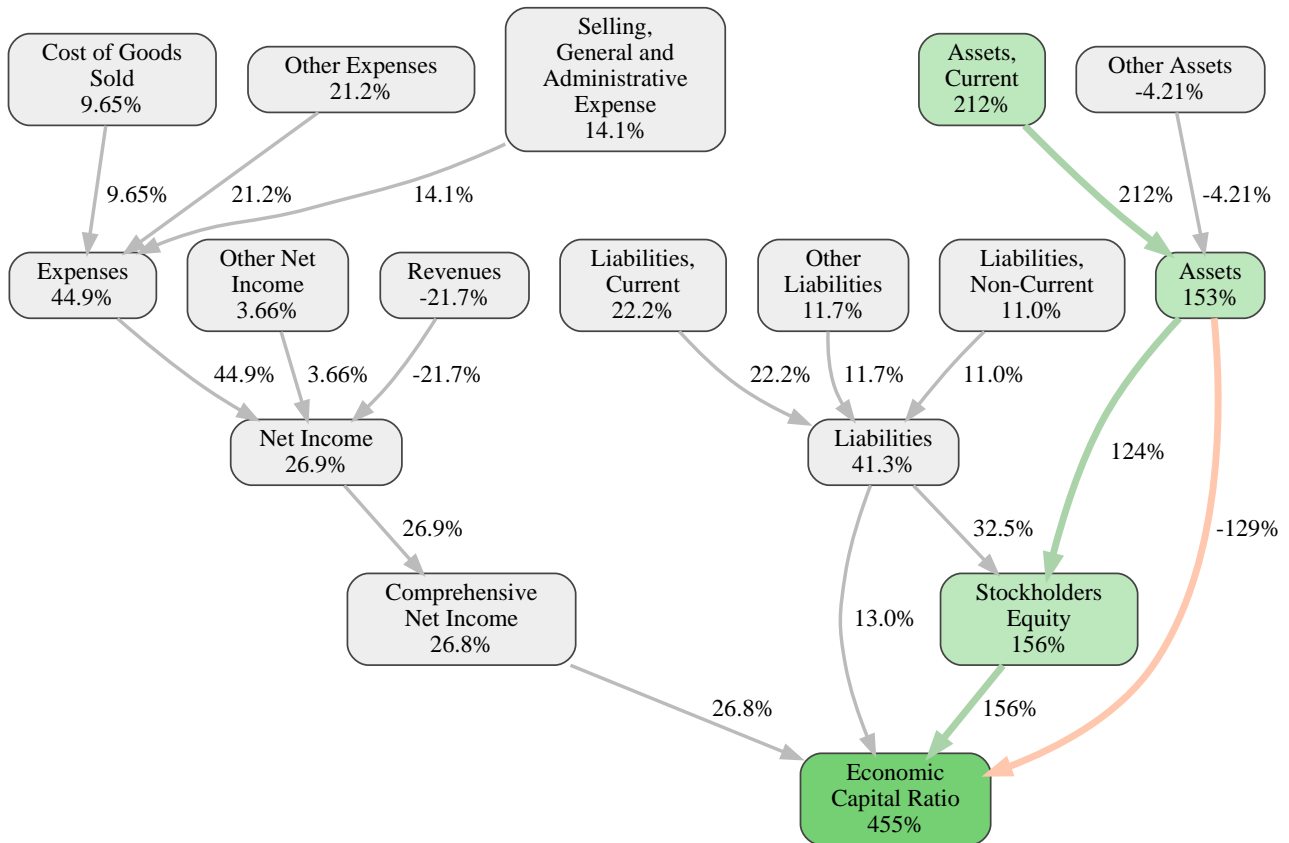 Cost of Goods
Sold
9.65%
Other Expenses
21.2%
Selling,
General and
Administrative
Expense
14.1%
Assets,
Current
212%
Other Assets
-4.21%
9.65%
21.2%
14.1%
212%
-4.21%
Expenses
44.9%
Other Net
Income
3.66%
Revenues
-21.7%
Liabilities,
Current
22.2%
Other
Liabilities
11.7%
Liabilities,
Non-Current
11.0%
Assets
153%
44.9%
3.66%
-21.7%
22.2%
11.7%
11.0%
Net Income
26.9%
Liabilities
41.3%
124%
26.9%
32.5%
-129%
Comprehensive
Net Income
26.8%
13.0%
Stockholders
Equity
156%
26.8%
156%
Economic
Capital Ratio
455%